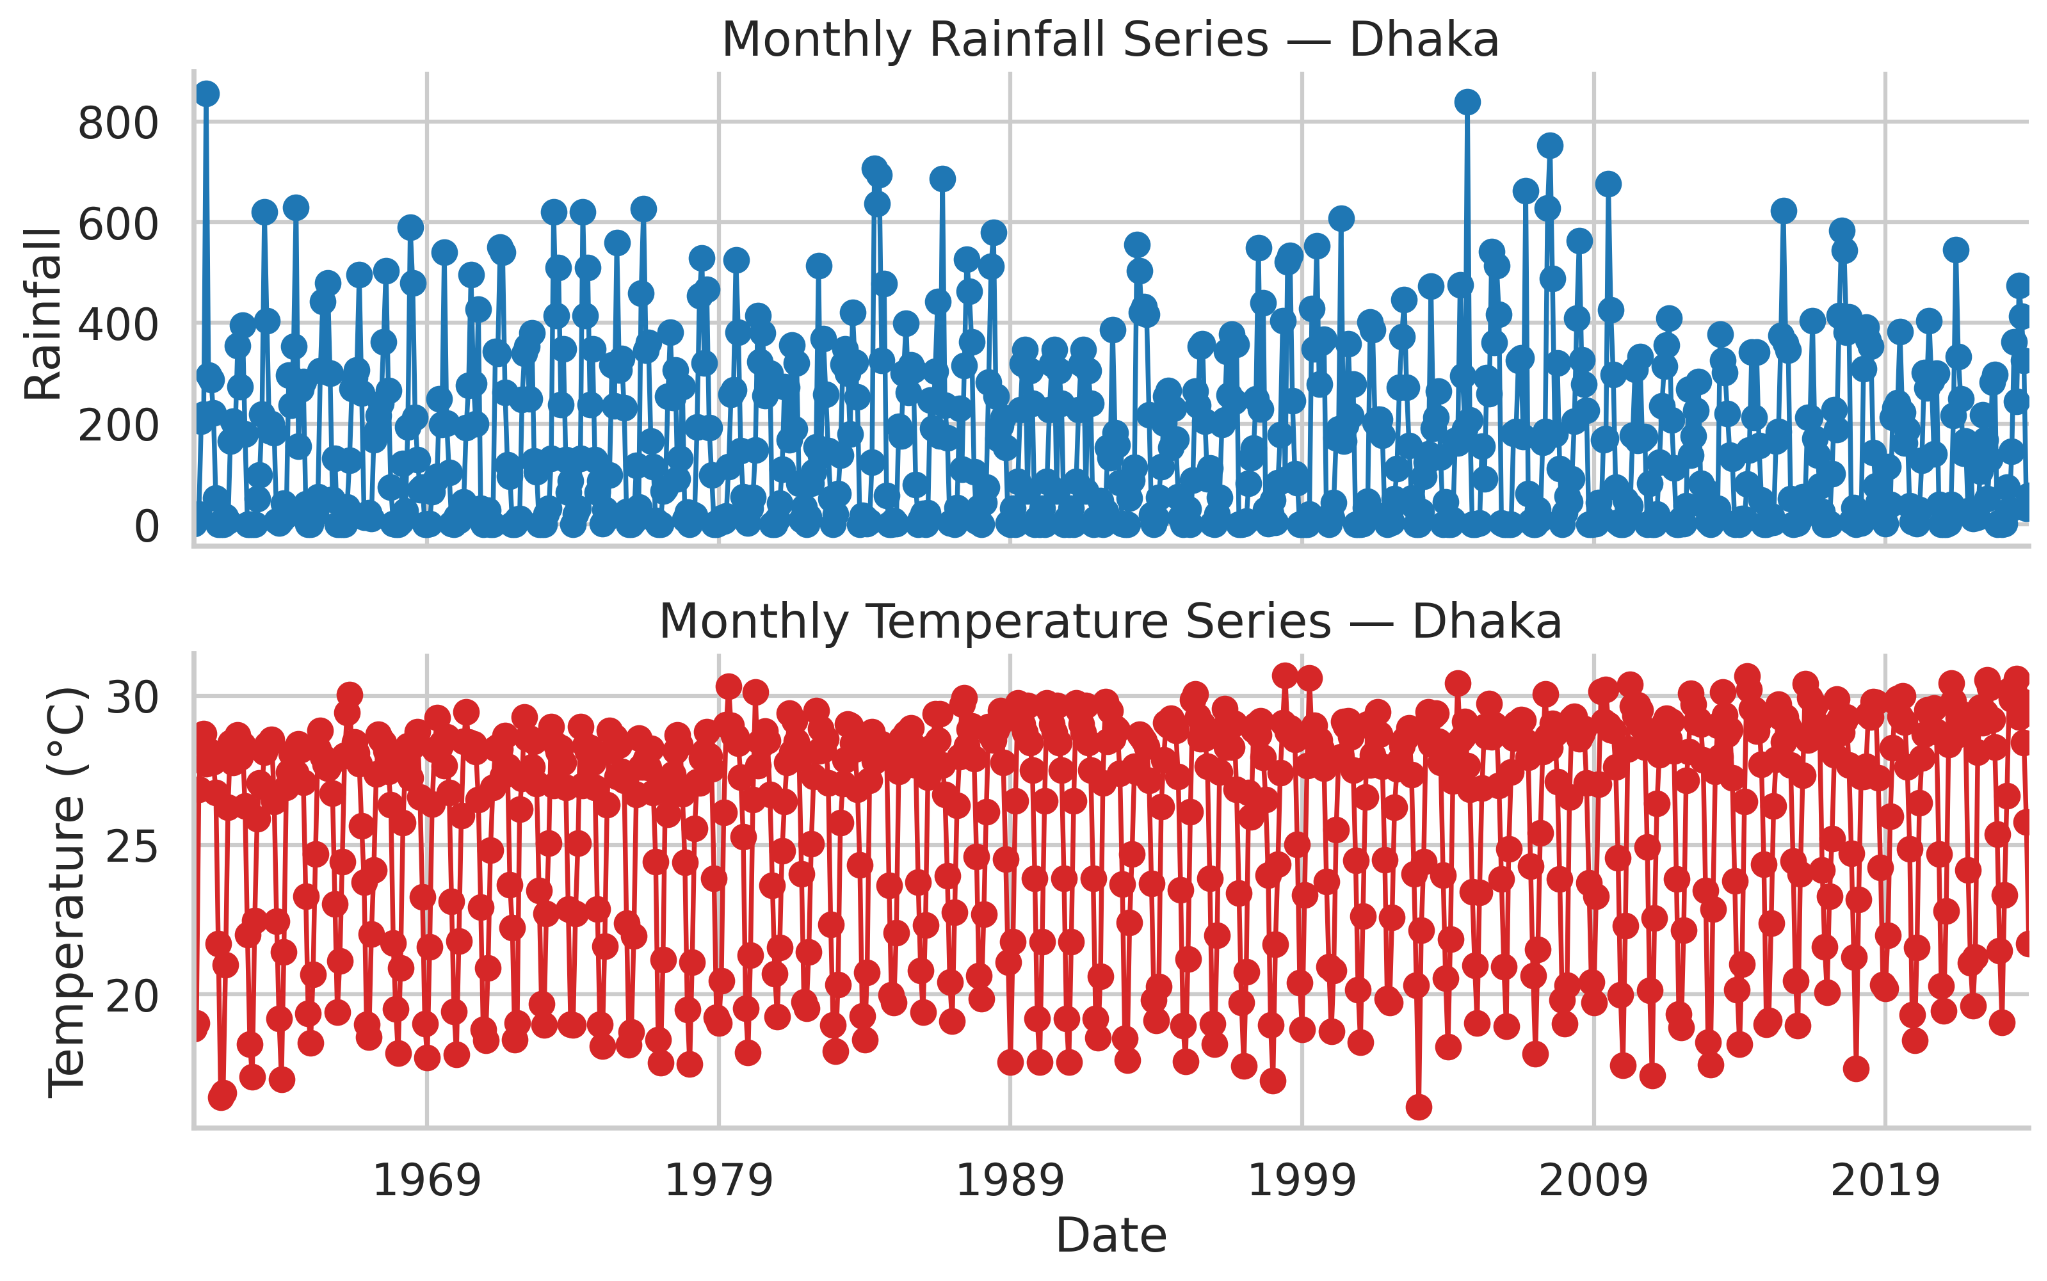 Monthly Rainfall Series — Dhaka
Rainfall
800
600
400
200
0
Monthly Temperature Series — Dhaka
Temperature (°C)
30
25
20
1969
1979
1989
1999
2009
2019
Date